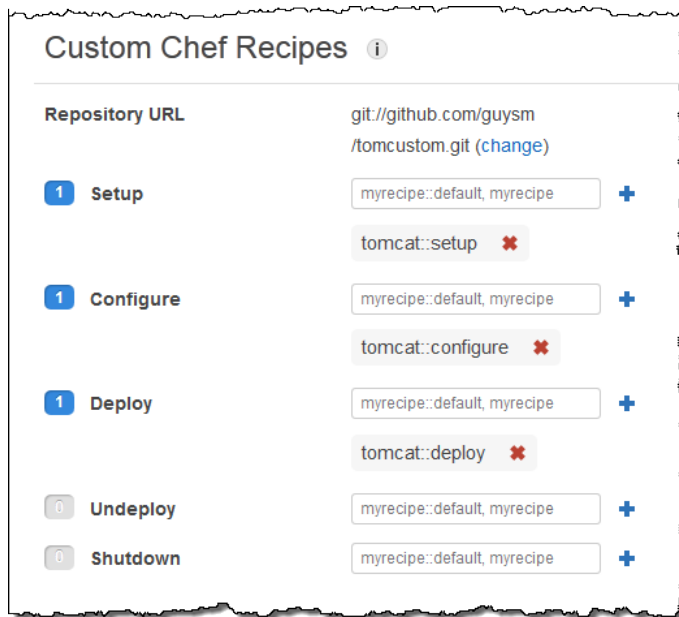 Custom Chef Recipes i
Repository URL git://github.com/guysm
/tomcustom.git (change)
1 Setup myrecipe::default, myrecipe
tomcat::setup
1 Configure myrecipe::default, myrecipe
tomcat::configure
1 Deploy myrecipe::default, myrecipe
tomcat::deploy
0 Undeploy myrecipe::default, myrecipe
0 Shutdown myrecipe::default, myrecipe